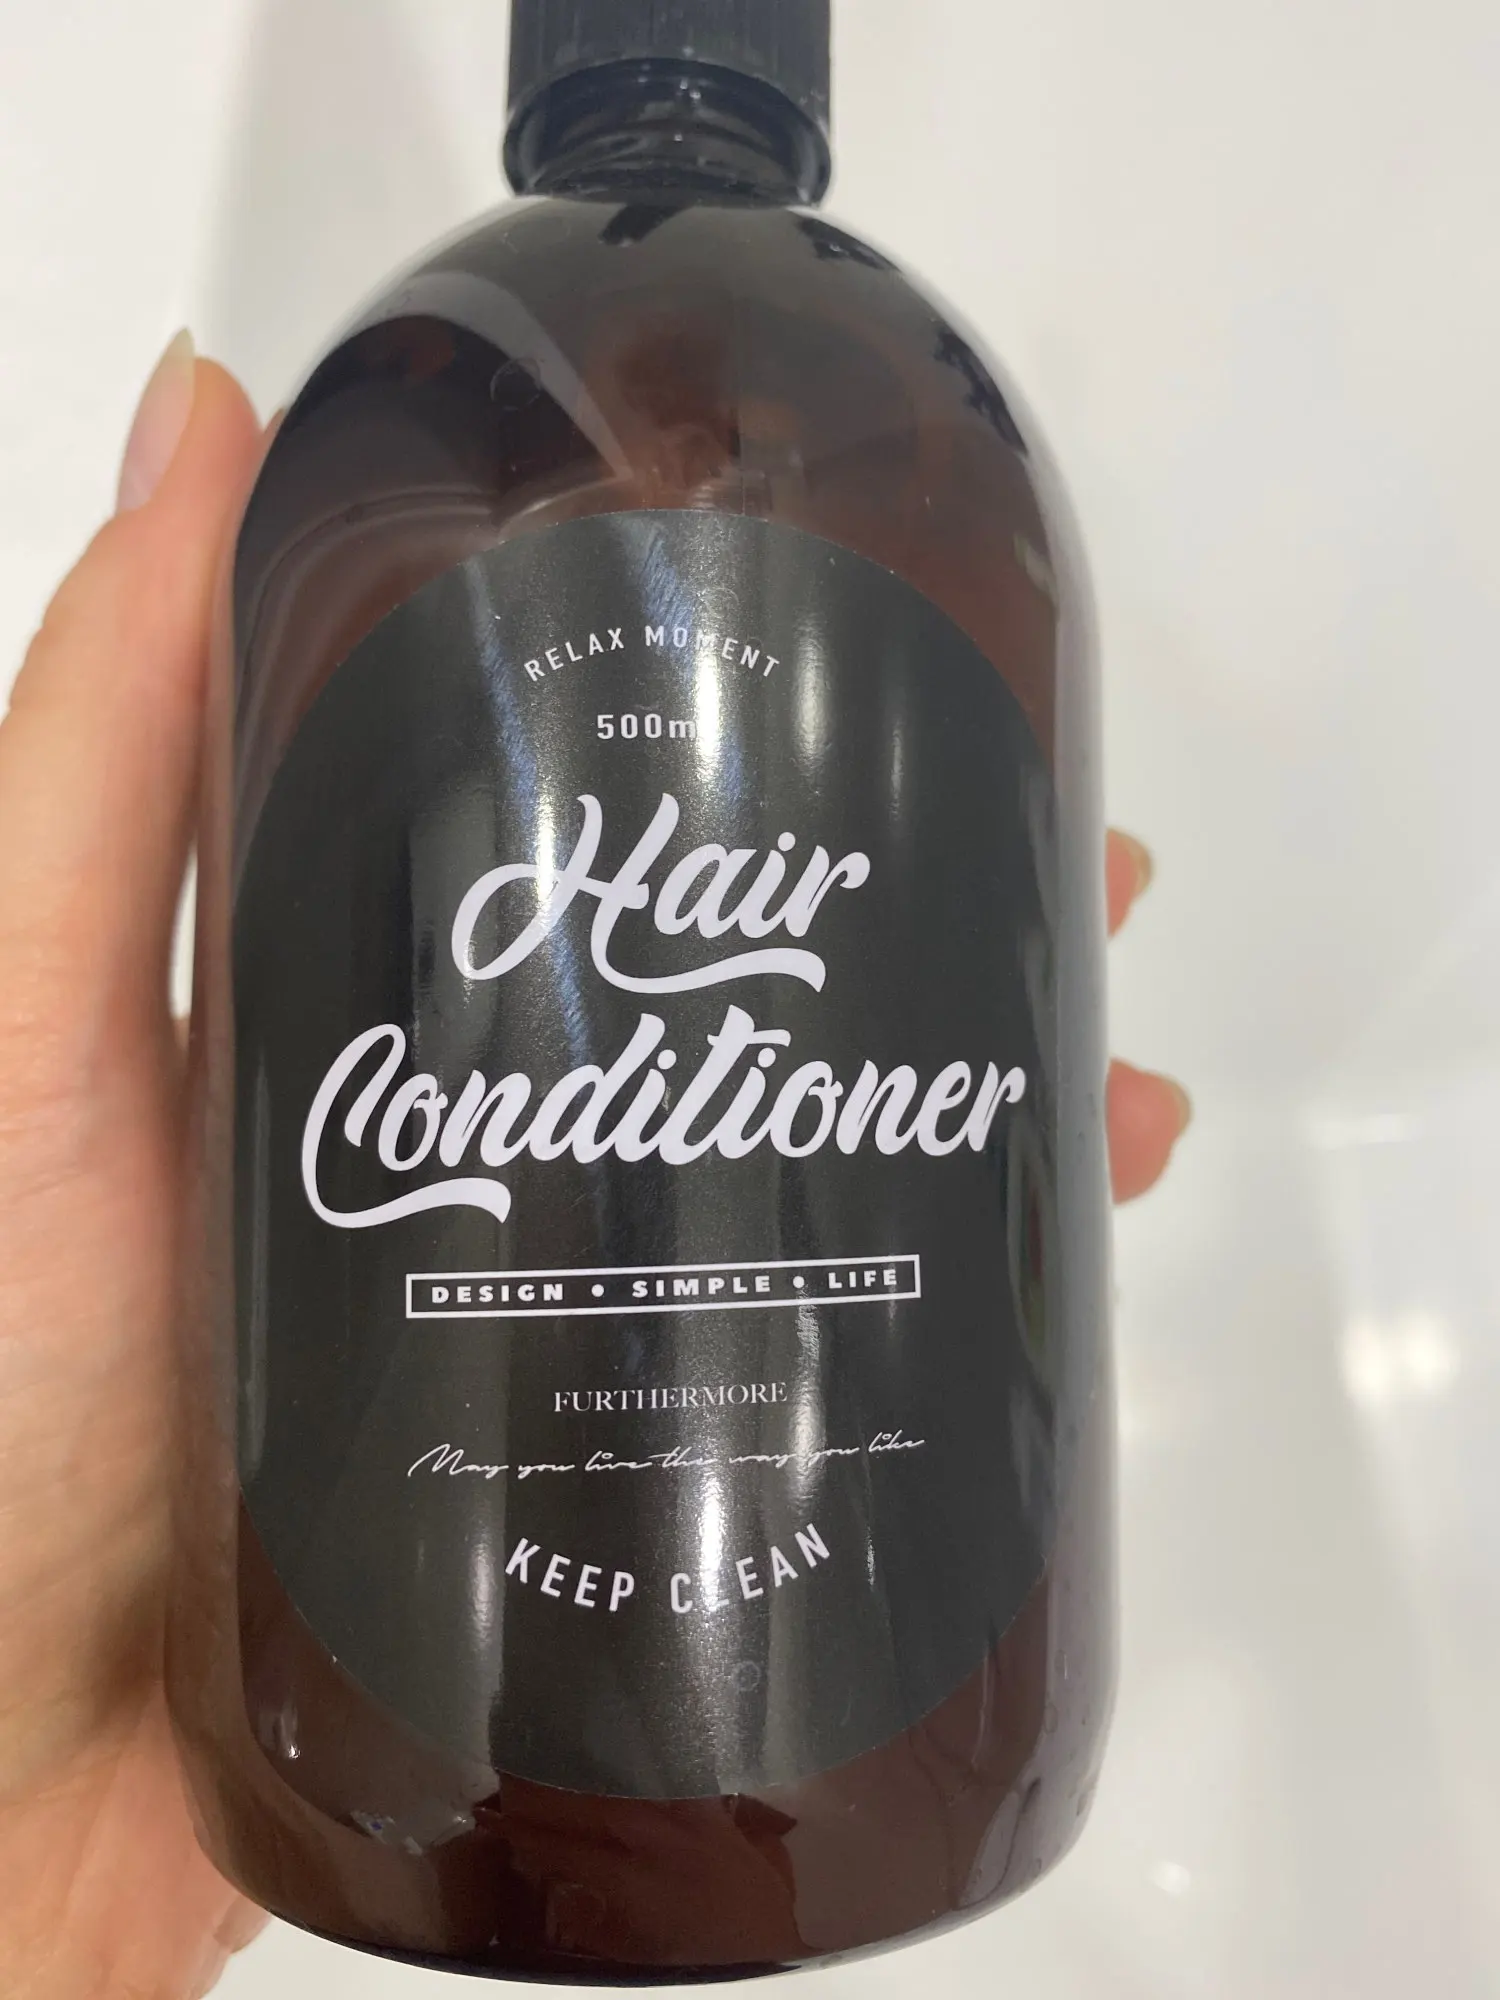 RELAX MOMENT
500m
Hair
Conditioner
DESIGN • SIMPLE • LIFE
FURTHERMORE
May you live the way you like
KEEP CLEAN